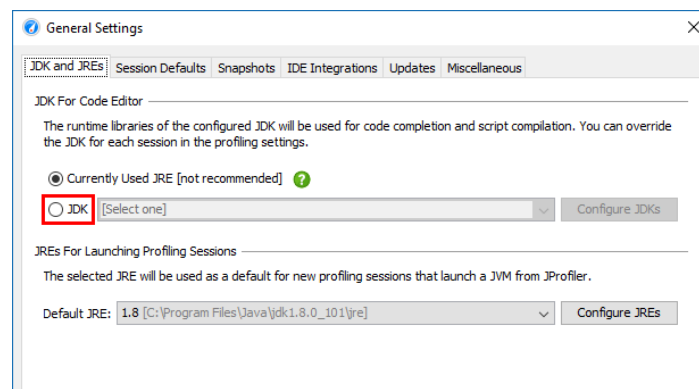 General Settings
JDK and JREs Session Defaults Snapshots IDE Integrations Updates Miscellaneous
JDK For Code Editor
The runtime libraries of the configured JDK will be used for code completion and script compilation. You can override
the JDK for each session in the profiling settings.
Currently Used JRE [not recommended] ?
JDK [Select one] Configure JDKs
JREs For Launching Profiling Sessions
The selected JRE will be used as a default for new profiling sessions that launch a JVM from JProfiler.
Default JRE: 1.8 [C:\Program Files\Java\jdk1.8.0_101\jre] Configure JREs